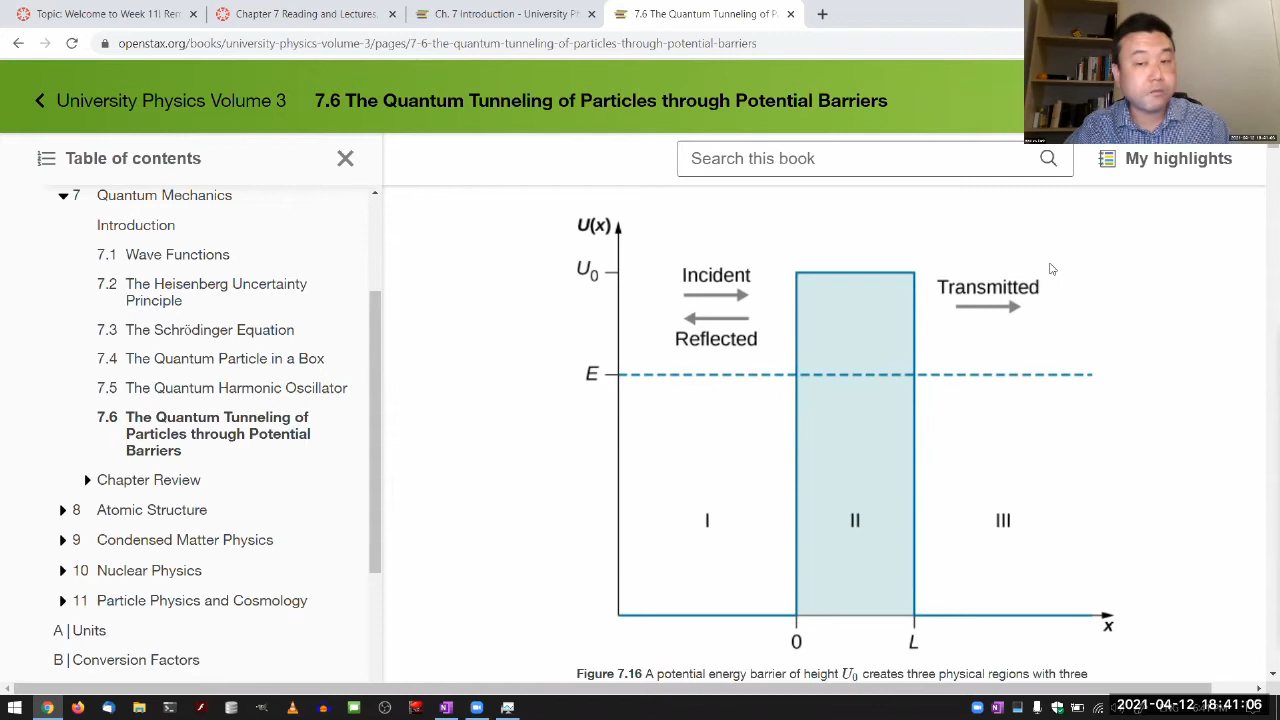 Topic: Welcome to Week 11! Rem
Chapter 7 Reading and Lectures,
Ch. 7 Introduction - University Ph
7.6 The Quantum Tunneling of P
openstax.org/books/university-physics-volume-3/pages/7-6-the-quantum-tunneling-of-particles-through-potential-barriers
University Physics Volume 3
7.6 The Quantum Tunneling of Particles through Potential Barriers
Table of contents
Search this book
My highlights
7 Quantum Mechanics
Introduction
7.1 Wave Functions
7.2 The Heisenberg Uncertainty
Principle
7.3 The Schrödinger Equation
7.4 The Quantum Particle in a Box
7.5 The Quantum Harmonic Oscillator
7.6 The Quantum Tunneling of
Particles through Potential
Barriers
Chapter Review
8 Atomic Structure
9 Condensed Matter Physics
10 Nuclear Physics
11 Particle Physics and Cosmology
A | Units
B | Conversion Factors
U(x)
U₀
Incident
Reflected
Transmitted
E
I
II
III
0
L
x
Figure 7.16 A potential energy barrier of height U₀ creates three physical regions with three
2021-04-12 18:41:06
2021-04-12 18:41:06